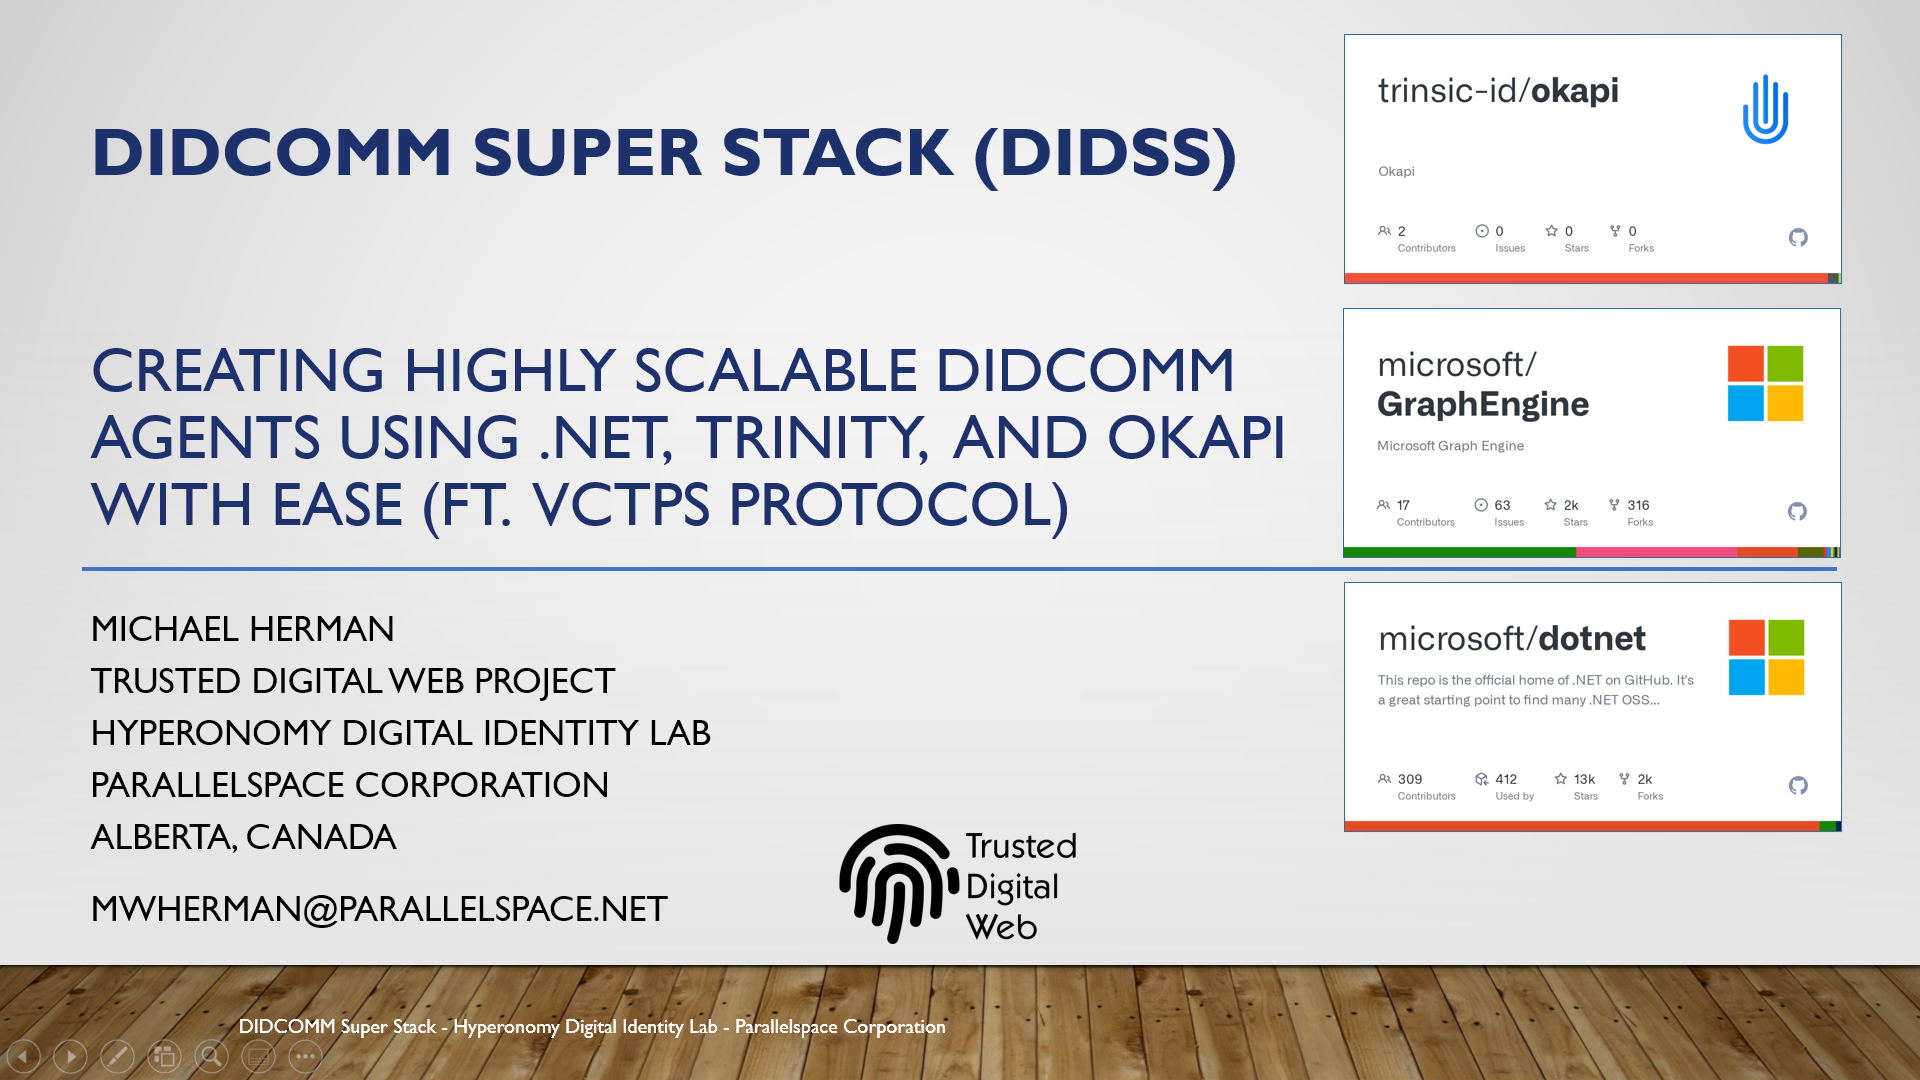 DIDCOMM SUPER STACK (DIDSS)
CREATING HIGHLY SCALABLE DIDCOMM
AGENTS USING .NET, TRINITY, AND OKAPI
WITH EASE (FT. VCTPS PROTOCOL)
MICHAEL HERMAN
TRUSTED DIGITAL WEB PROJECT
HYPERONOMY DIGITAL IDENTITY LAB
PARALLELSPACE CORPORATION
ALBERTA, CANADA
MWHERMAN@PARALLELSPACE.NET
Trusted
Digital
Web
trinsic-id/okapi
Okapi
2 0 0 0
Contributors Issues Stars Forks
microsoft/
GraphEngine
Microsoft Graph Engine
17 63 2k 316
Contributors Issues Stars Forks
microsoft/dotnet
This repo is the official home of .NET on GitHub. It's
a great starting point to find many .NET OSS...
309 412 13k 2k
Contributors Used by Stars Forks
DIDCOMM Super Stack - Hyperonomy Digital Identity Lab - Parallelspace Corporation